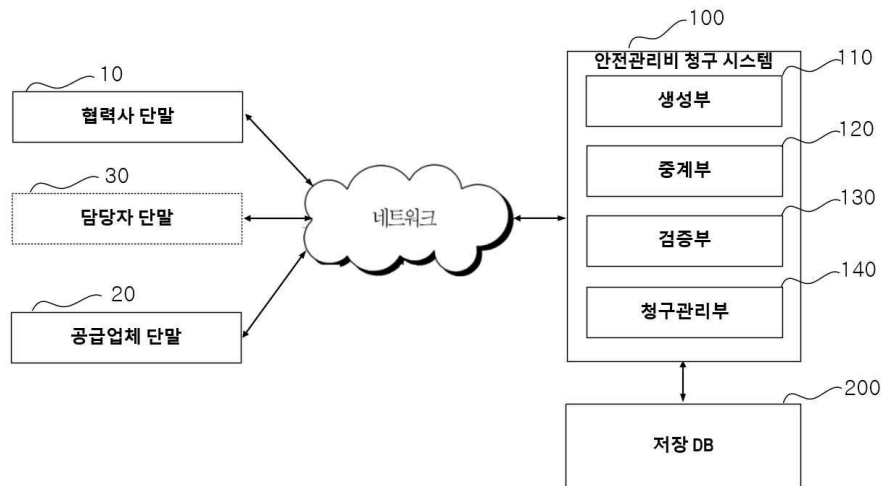 10
협력사 단말
30
담당자 단말
20
공급업체 단말
네트워크
100
안전관리비 청구 시스템
110
생성부
120
중계부
130
검증부
140
청구관리부
200
저장 DB